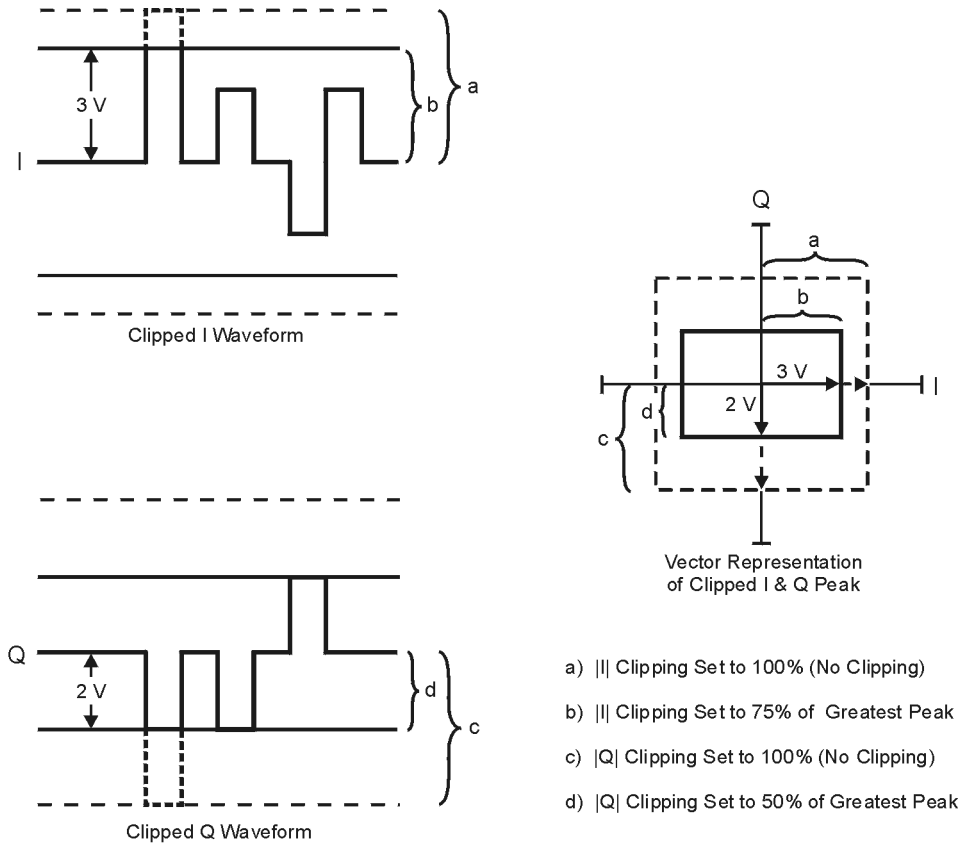 3 V
b
a
I
Clipped I Waveform
Q
a
b
3 V
I
2 V
d
c
Vector Representation
of Clipped I & Q Peak
Q
2 V
d
c
Clipped Q Waveform
a) |I| Clipping Set to 100% (No Clipping)
b) |I| Clipping Set to 75% of Greatest Peak
c) |Q| Clipping Set to 100% (No Clipping)
d) |Q| Clipping Set to 50% of Greatest Peak